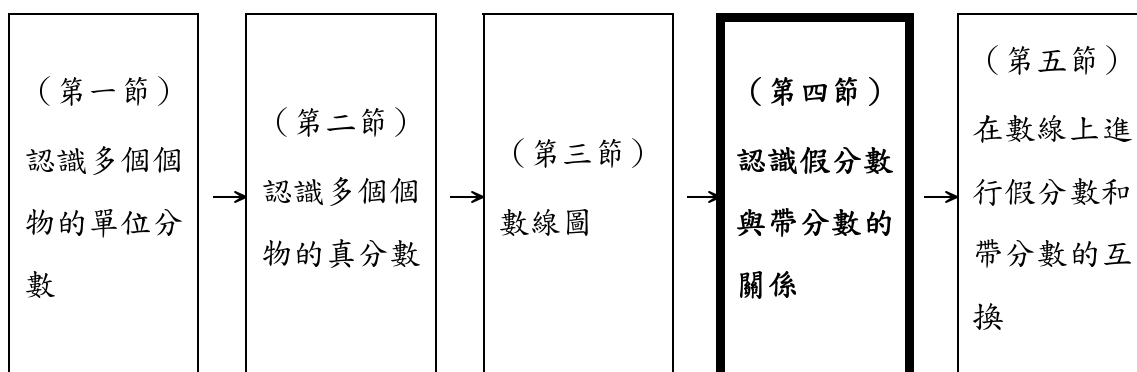 （第一節）
認識多個個
物的單位分
數
（第二節）
認識多個個
物的真分數
（第三節）
數線圖
（第四節）
認識假分數
與帶分數的
關係
（第五節）
在數線上進
行假分數和
帶分數的互
換